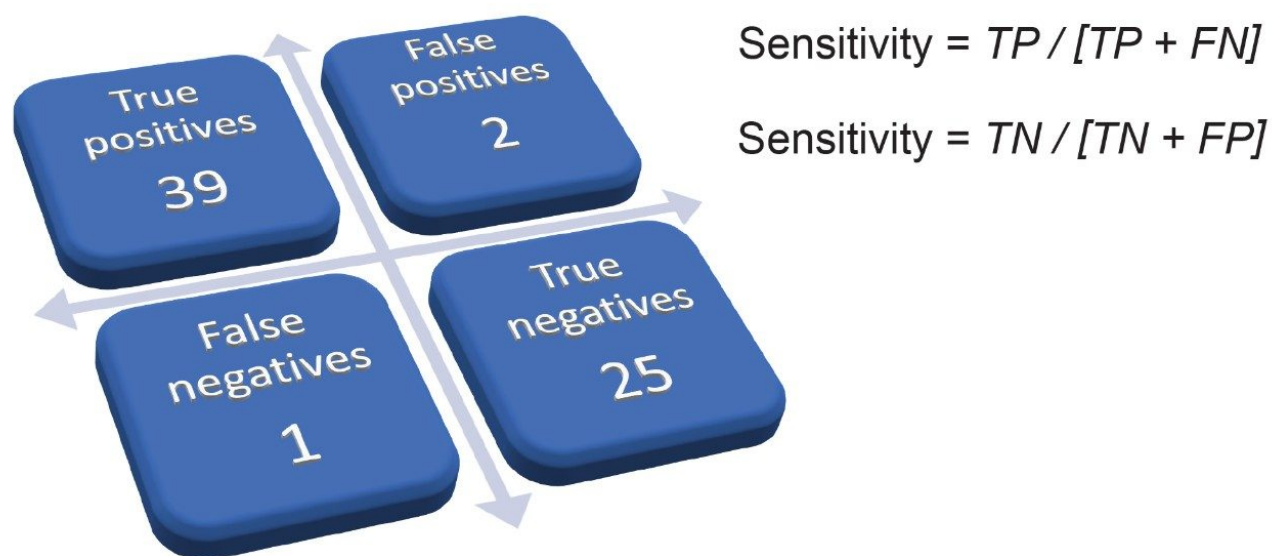 True
positives
39
False
positives
2
False
negatives
1
True
negatives
25
Sensitivity = TP / [TP + FN]
Sensitivity = TN / [TN + FP]